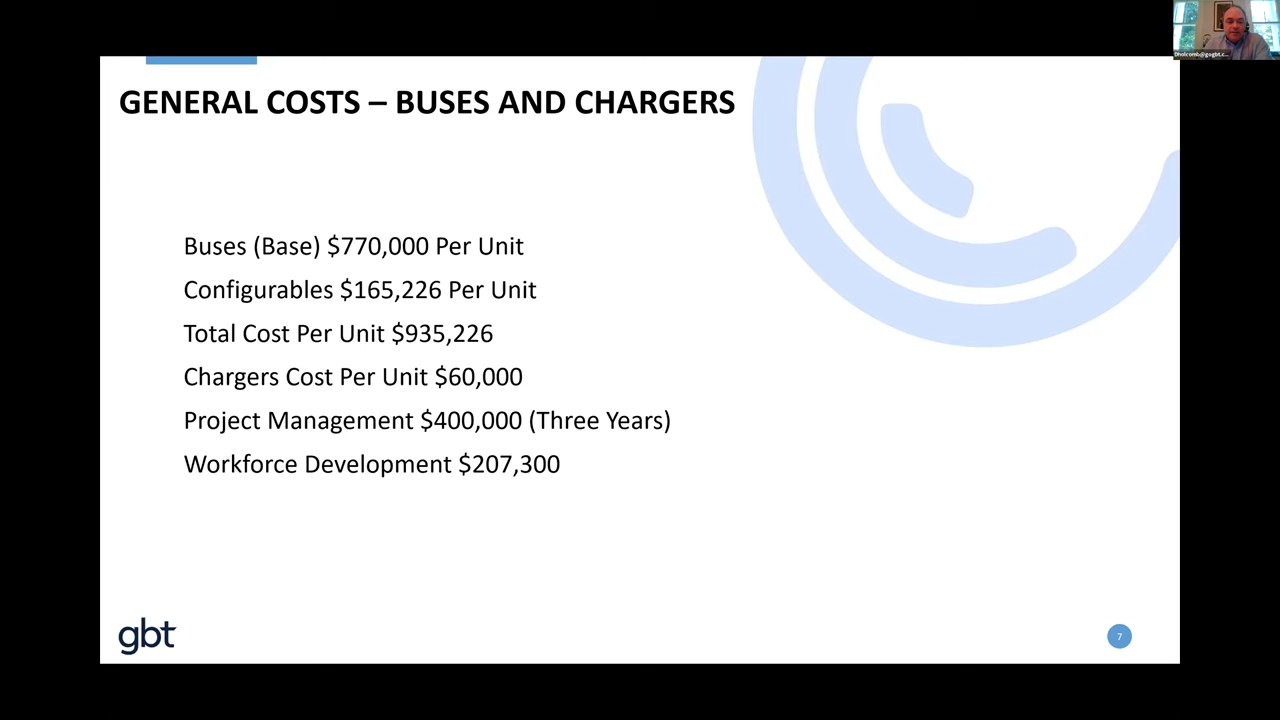 Dholcomb@gogbt.c...
GENERAL COSTS – BUSES AND CHARGERS
Buses (Base) $770,000 Per Unit
Configurables $165,226 Per Unit
Total Cost Per Unit $935,226
Chargers Cost Per Unit $60,000
Project Management $400,000 (Three Years)
Workforce Development $207,300
gbt
7